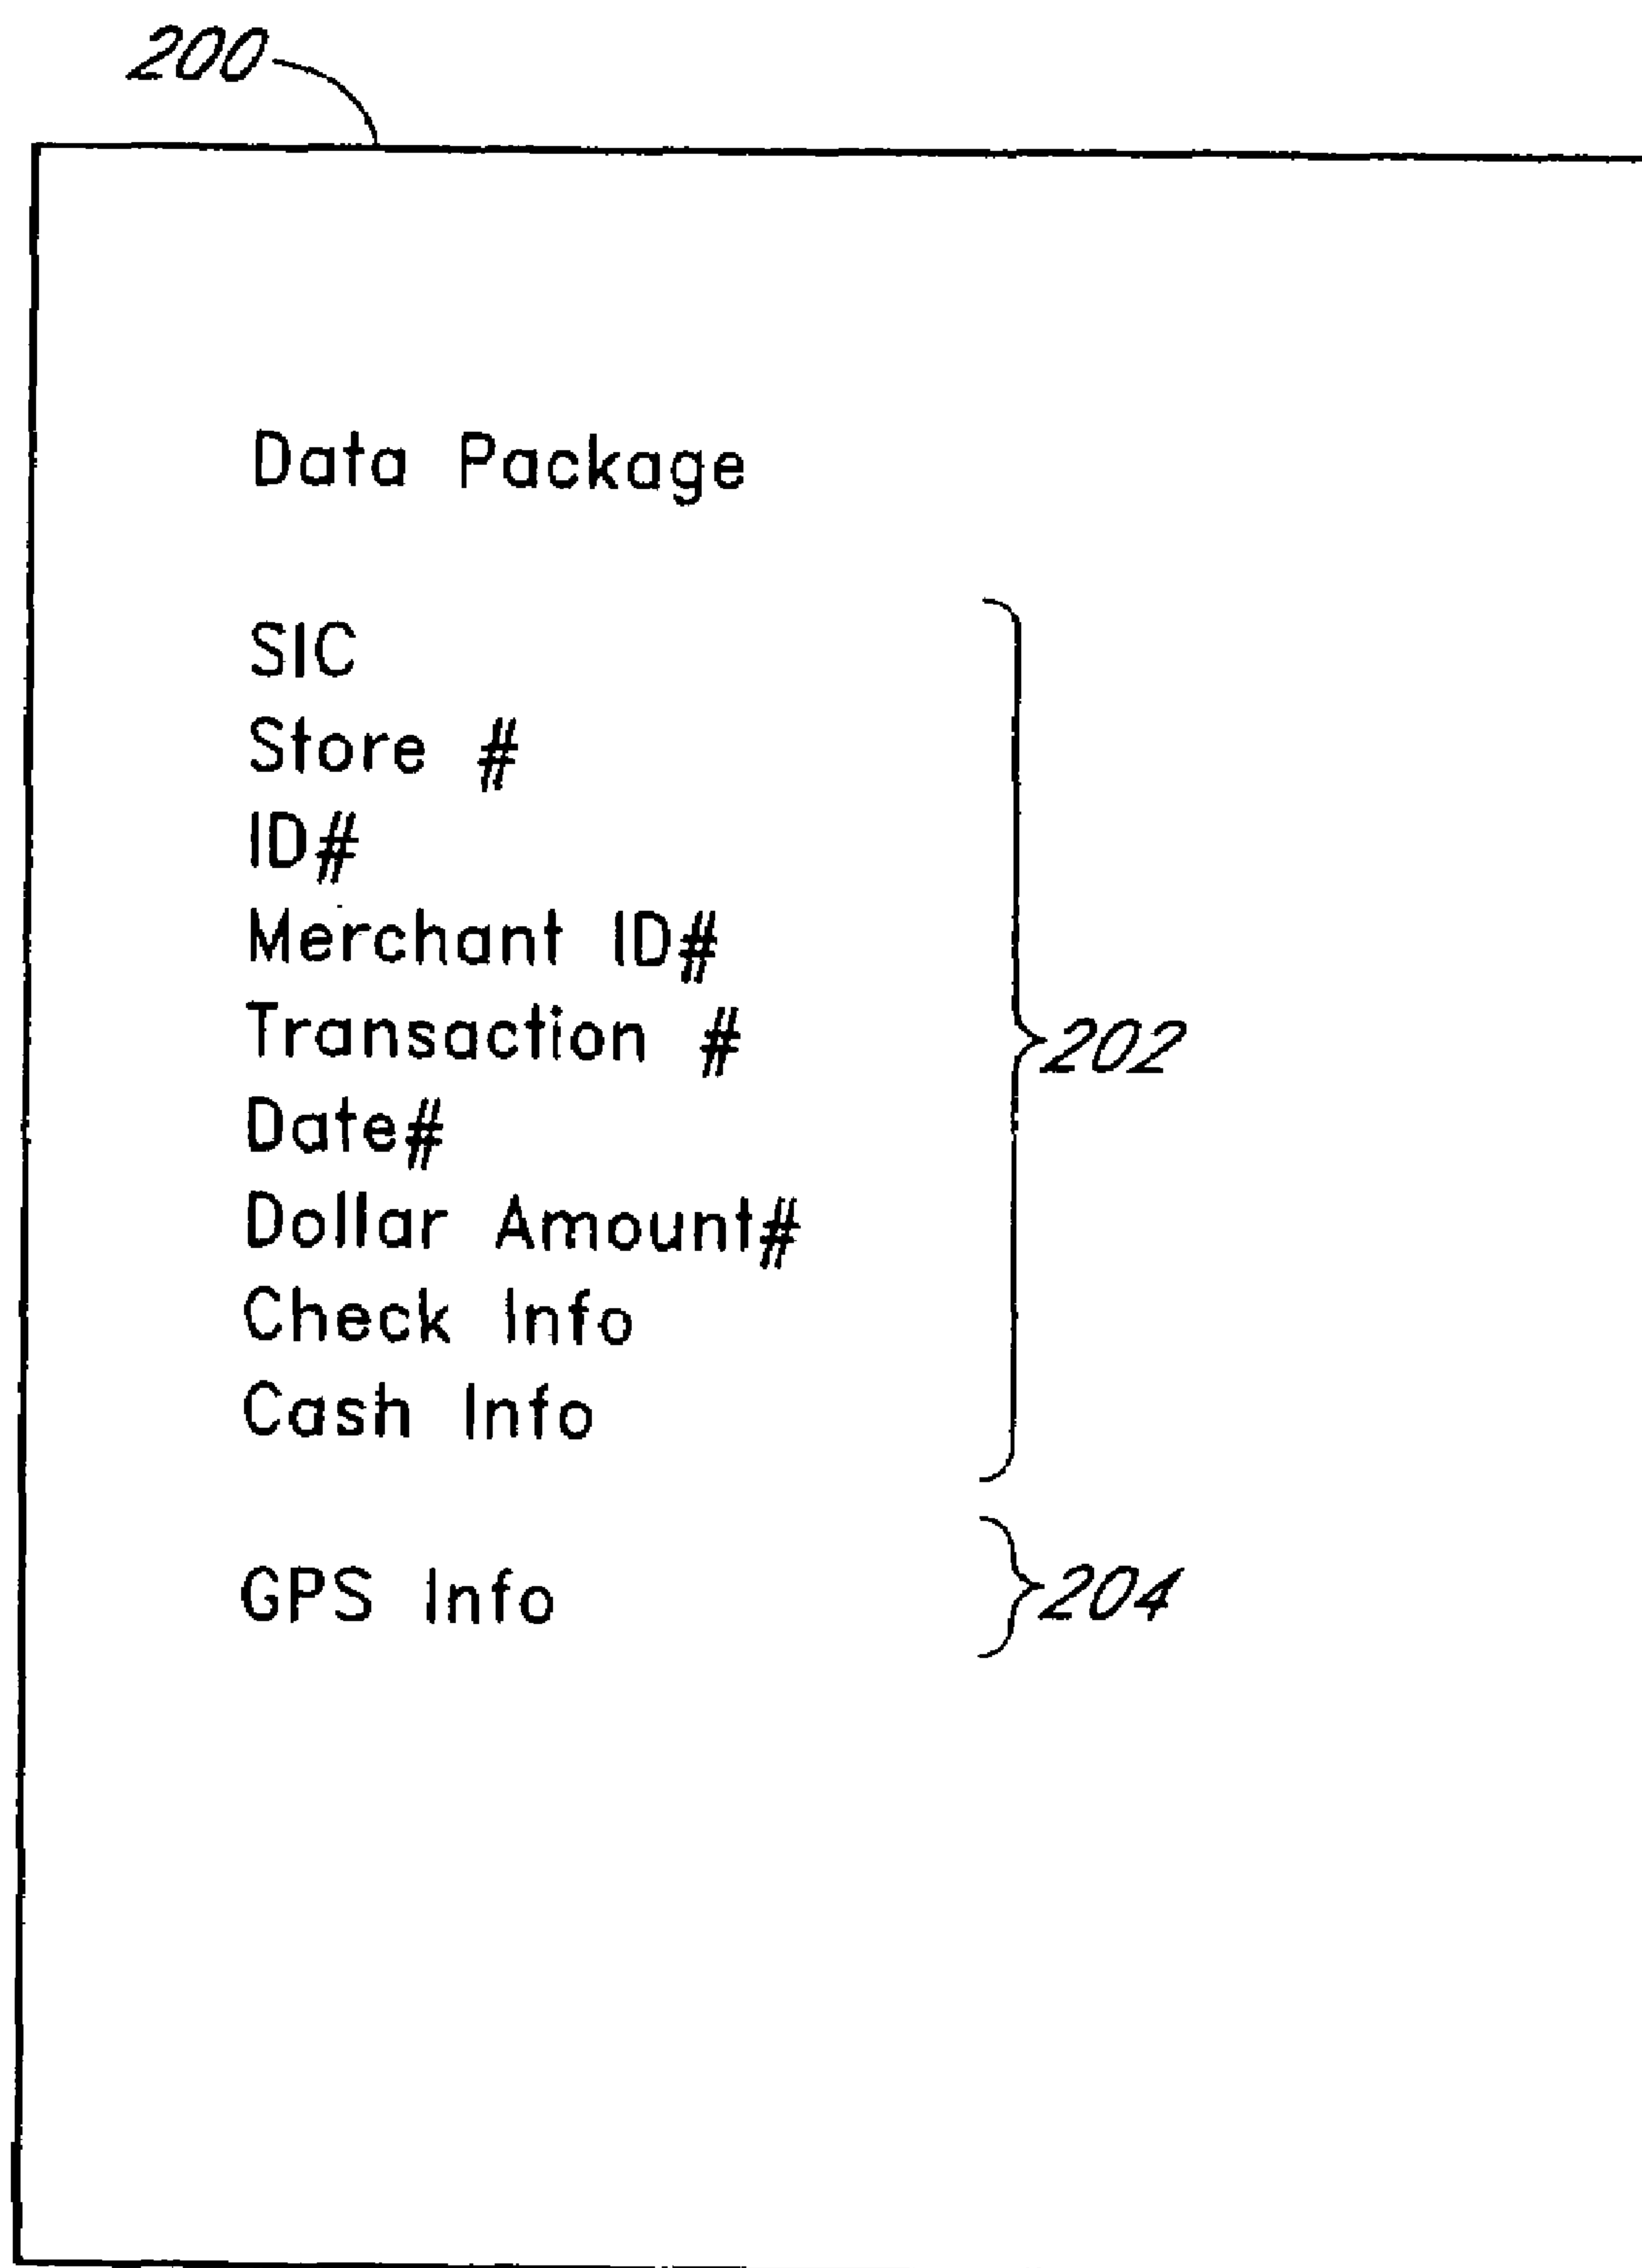 200
Data Package
SIC
Store #
ID#
Merchant ID#
Transaction #
202
Date#
Dollar Amount#
Check Info
Cash Info
GPS Info
204